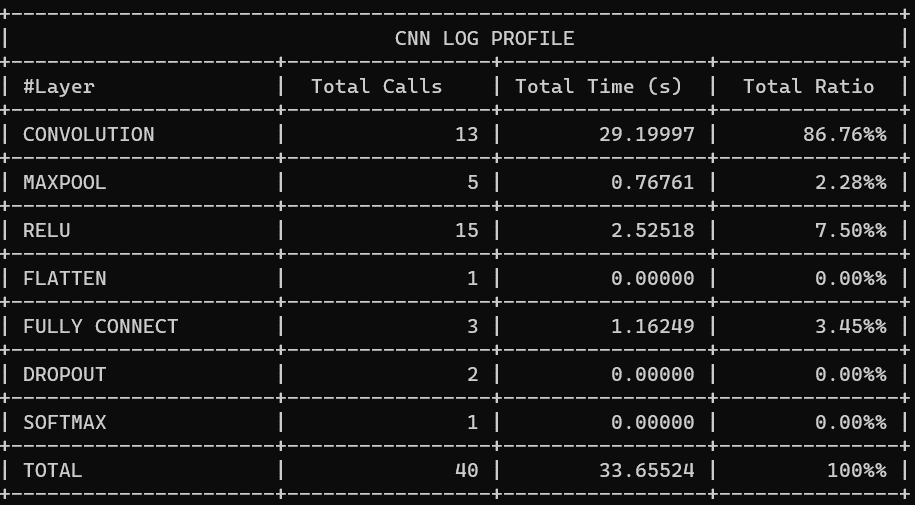 CNN LOG PROFILE
#Layer | Total Calls | Total Time (s) | Total Ratio
CONVOLUTION | 13 | 29.19997 | 86.76%%
MAXPOOL | 5 | 0.76761 | 2.28%%
RELU | 15 | 2.52518 | 7.50%%
FLATTEN | 1 | 0.00000 | 0.00%%
FULLY CONNECT | 3 | 1.16249 | 3.45%%
DROPOUT | 2 | 0.00000 | 0.00%%
SOFTMAX | 1 | 0.00000 | 0.00%%
TOTAL | 40 | 33.65524 | 100%%